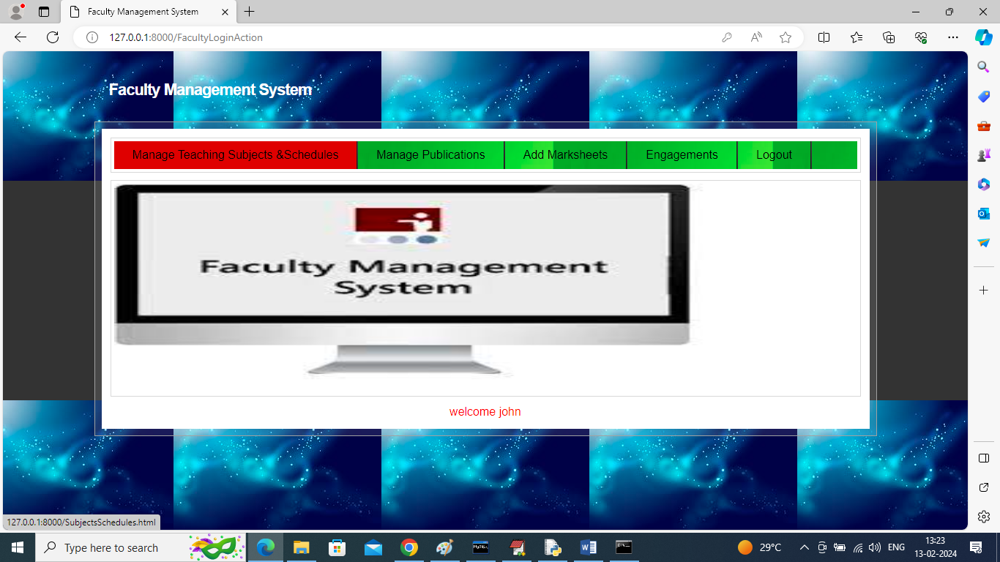 Faculty Management System
127.0.0.1:8000/FacultyLoginAction
Faculty Management System
Manage Teaching Subjects &Schedules
Manage Publications
Add Marksheets
Engagements
Logout
Faculty Management
System
welcome john
127.0.0.1:8000/SubjectsSchedules.html
Type here to search
29°C
ENG
13:23
13-02-2024